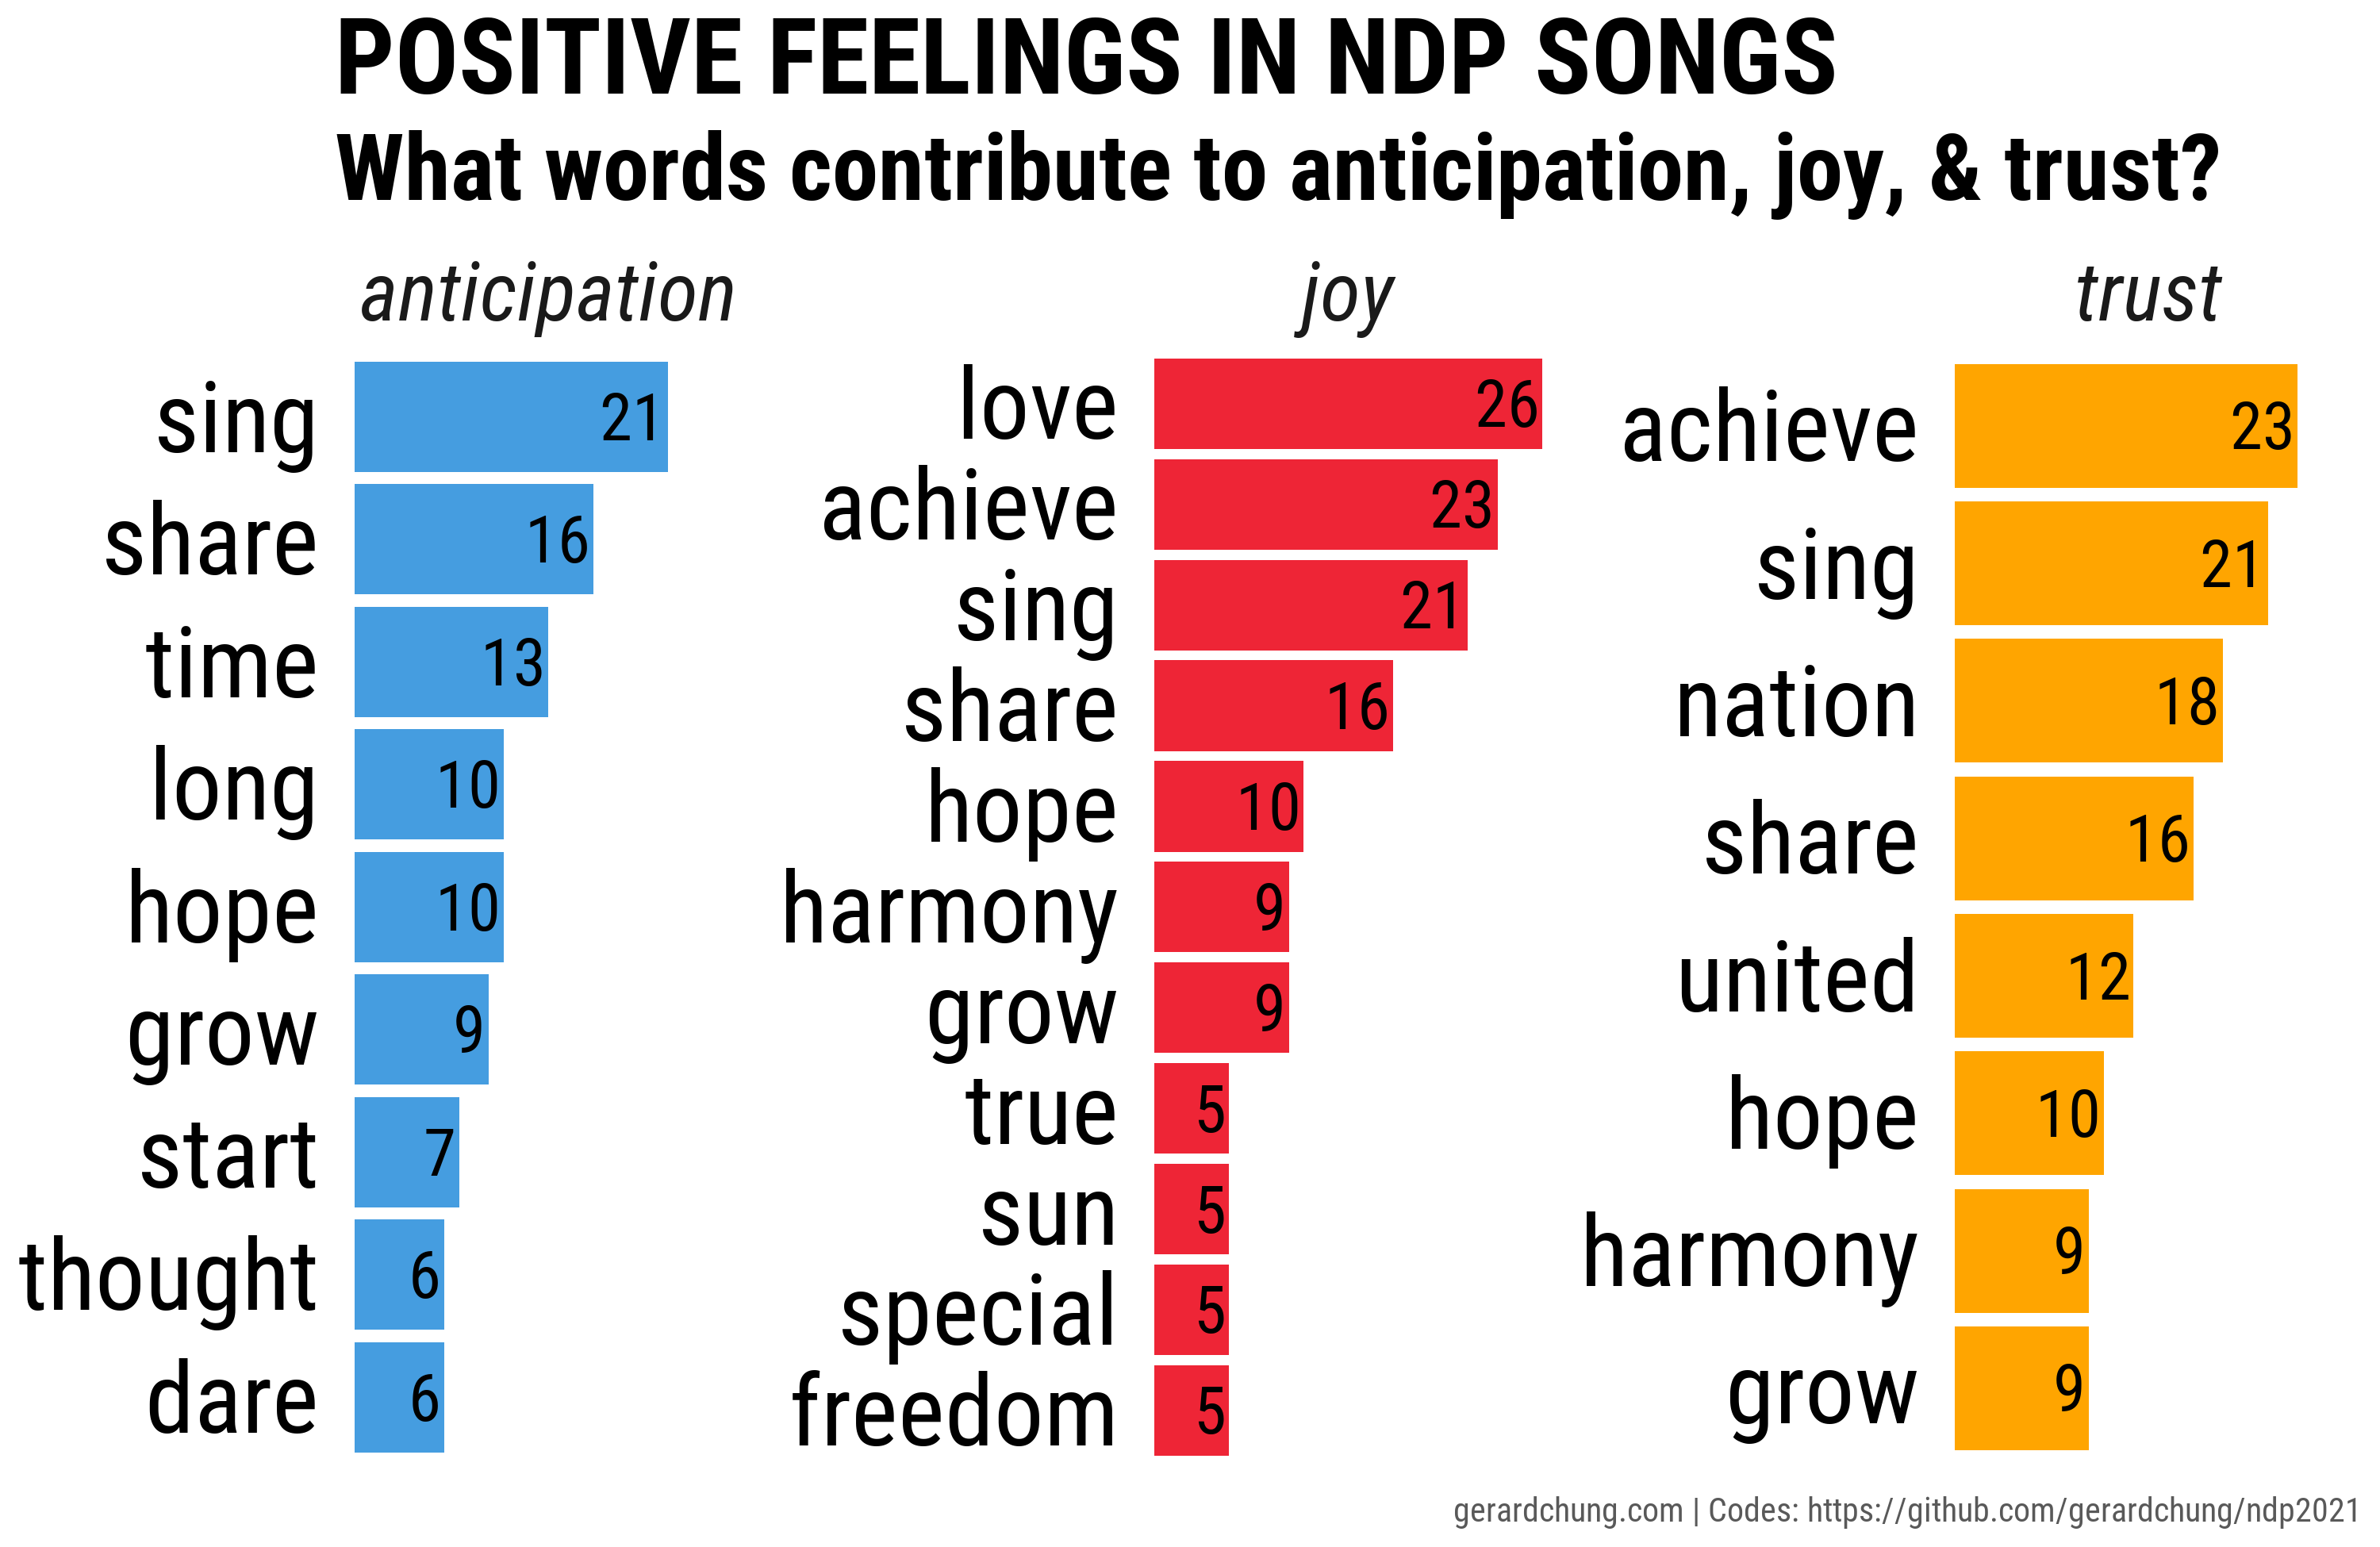 POSITIVE FEELINGS IN NDP SONGS
What words contribute to anticipation, joy, & trust?
anticipation
sing 21
share 16
time 13
long 10
hope 10
grow 9
start 7
thought 6
dare 6
joy
love 26
achieve 23
sing 21
share 16
hope 10
harmony 9
grow 9
true 5
sun 5
special 5
freedom 5
trust
achieve 23
sing 21
nation 18
share 16
united 12
hope 10
harmony 9
grow 9
gerardchung.com | Codes: https://github.com/gerardchung/ndp2021